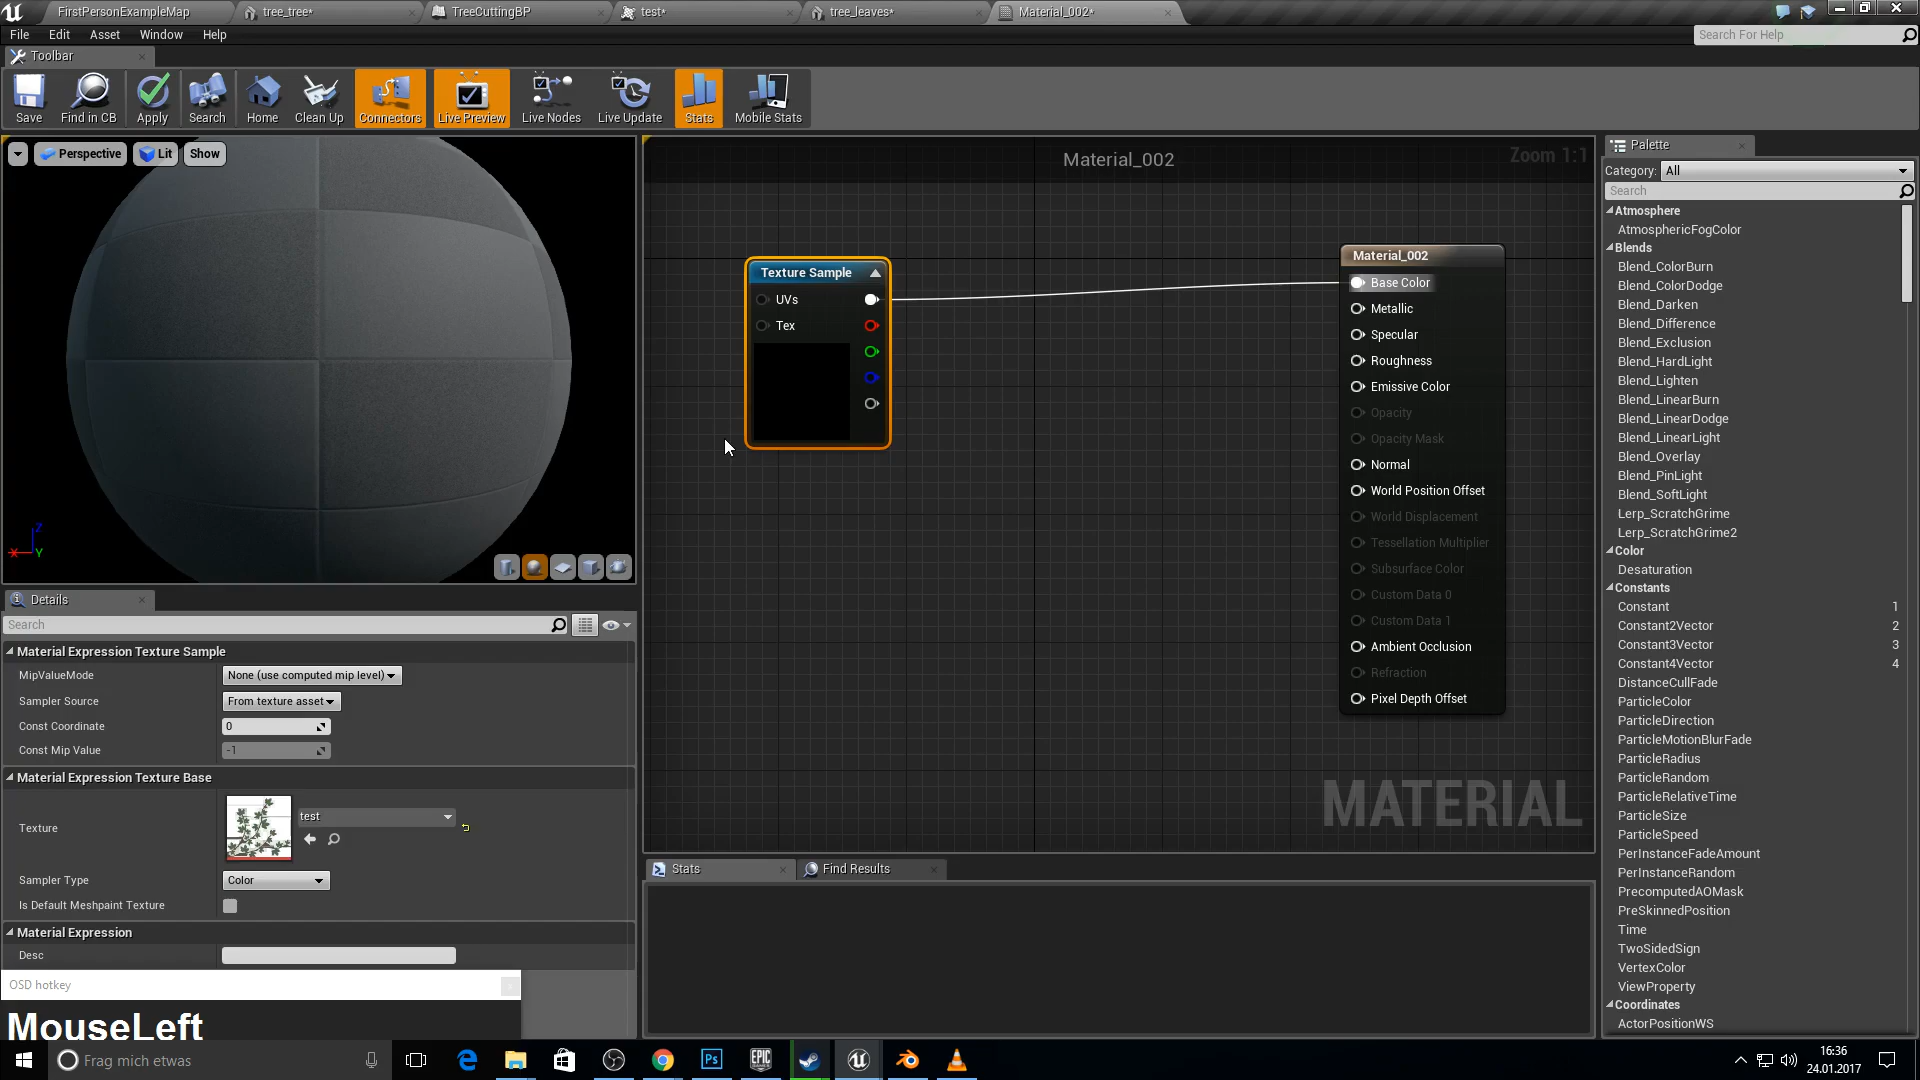 FirstPersonExampleMap
tree_tree*
TreeCuttingBP
test*
tree_leaves*
Material_002*
File
Edit
Asset
Window
Help
Search For Help
Toolbar
Save
Find in CB
Apply
Search
Home
Clean Up
Connectors
Live Preview
Live Nodes
Live Update
Stats
Mobile Stats
Perspective
Lit
Show
Z
X
Y
Material_002
Zoom 1:1
Texture Sample
UVs
Tex
Material_002
Base Color
Metallic
Specular
Roughness
Emissive Color
Opacity
Opacity Mask
Normal
World Position Offset
World Displacement
Tessellation Multiplier
Subsurface Color
Custom Data 0
Custom Data 1
Ambient Occlusion
Refraction
Pixel Depth Offset
MATERIAL
Palette
Category:
All
Search
Atmosphere
AtmosphericFogColor
Blends
Blend_ColorBurn
Blend_ColorDodge
Blend_Darken
Blend_Difference
Blend_Exclusion
Blend_HardLight
Blend_Lighten
Blend_LinearBurn
Blend_LinearDodge
Blend_LinearLight
Blend_Overlay
Blend_PinLight
Blend_SoftLight
Lerp_ScratchGrime
Lerp_ScratchGrime2
Color
Desaturation
Constants
Constant 1
Constant2Vector 2
Constant3Vector 3
Constant4Vector 4
DistanceCullFade
ParticleColor
ParticleDirection
ParticleMotionBlurFade
ParticleRadius
ParticleRandom
ParticleRelativeTime
ParticleSize
ParticleSpeed
PerInstanceFadeAmount
PerInstanceRandom
PrecomputedAOMask
PreSkinnedPosition
Time
TwoSidedSign
VertexColor
ViewProperty
Coordinates
ActorPositionWS
Details
Search
Material Expression Texture Sample
MipValueMode
None (use computed mip level)
Sampler Source
From texture asset
Const Coordinate
0
Const Mip Value
-1
Material Expression Texture Base
Texture
test
Sampler Type
Color
Is Default Meshpaint Texture
Material Expression
Desc
Stats
Find Results
OSD hotkey
MouseLeft
Frag mich etwas
Ps
EPIC
GAMES
16:36
24.01.2017